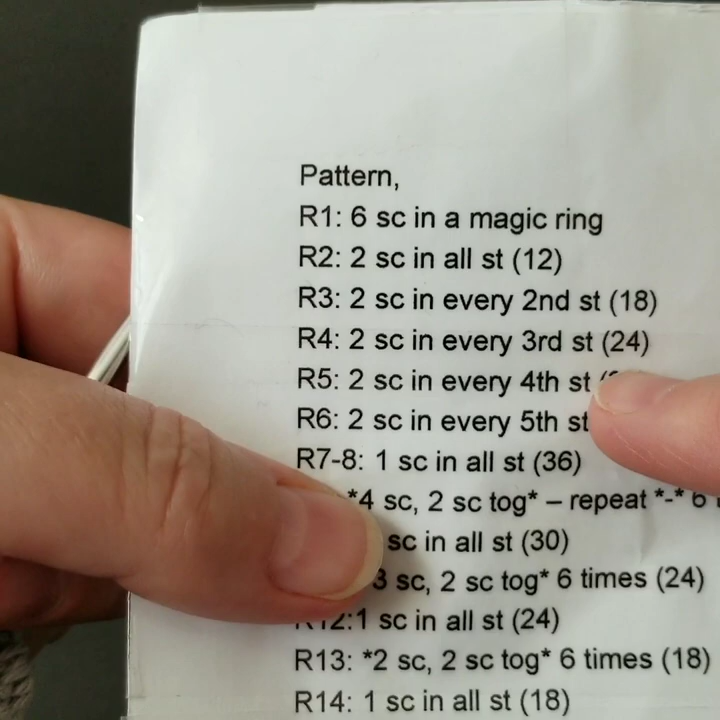 Pattern,
R1: 6 sc in a magic ring
R2: 2 sc in all st (12)
R3: 2 sc in every 2nd st (18)
R4: 2 sc in every 3rd st (24)
R5: 2 sc in every 4th st
R6: 2 sc in every 5th st
R7-8: 1 sc in all st (36)
*4 sc, 2 sc tog* – repeat *-* 6
sc in all st (30)
3 sc, 2 sc tog* 6 times (24)
R12:1 sc in all st (24)
R13: *2 sc, 2 sc tog* 6 times (18)
R14: 1 sc in all st (18)